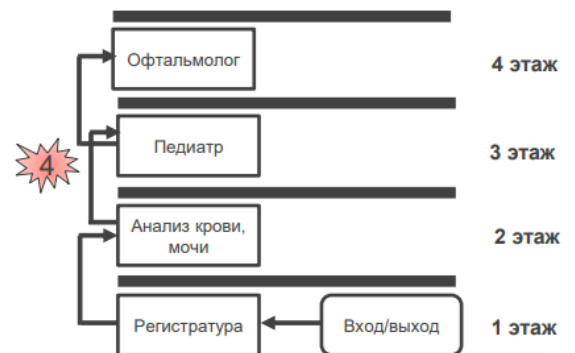 Офтальмолог
4 этаж
4
Педиатр
3 этаж
Анализ крови,
мочи
2 этаж
Регистратура
Вход/выход
1 этаж